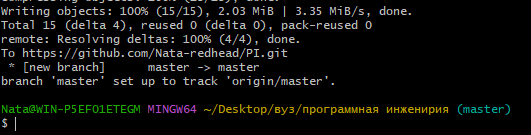 Writing objects: 100% (15/15), 2.03 MiB | 3.35 MiB/s, done.
Total 15 (delta 4), reused 0 (delta 0), pack-reused 0
remote: Resolving deltas: 100% (4/4), done.
To https://github.com/Nata-redhead/PI.git
 * [new branch]      master -> master
branch 'master' set up to track 'origin/master'.

Nata@WIN-P5EFO1ETEGM MINGW64 ~/Desktop/вуз/программная инженирия (master)
$